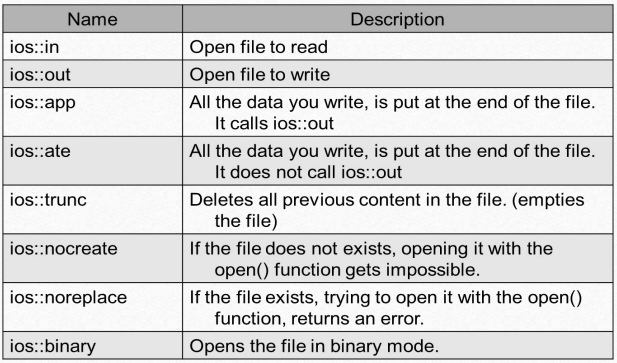 Name Description
ios::in Open file to read
ios::out Open file to write
ios::app All the data you write, is put at the end of the file.
It calls ios::out
ios::ate All the data you write, is put at the end of the file.
It does not call ios::out
ios::trunc Deletes all previous content in the file. (empties
the file)
ios::nocreate If the file does not exists, opening it with the
open() function gets impossible.
ios::noreplace If the file exists, trying to open it with the open()
function, returns an error.
ios::binary Opens the file in binary mode.